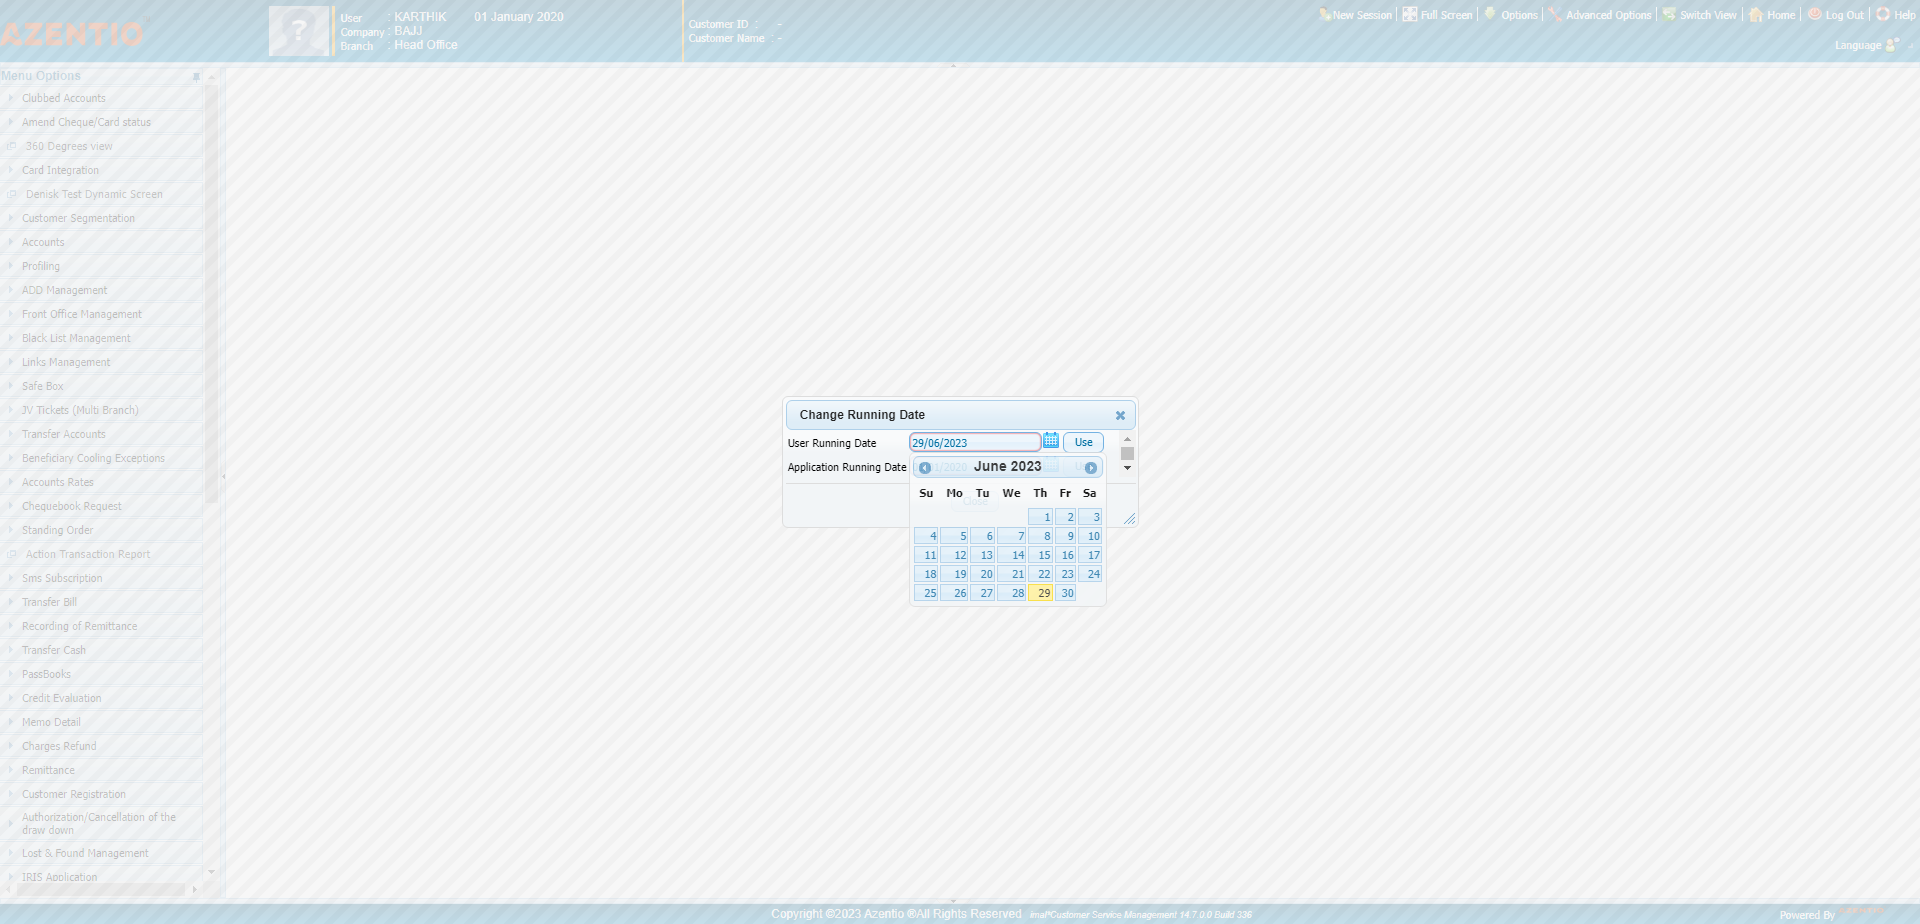 AZENTIO
User : KARTHIK 01 January 2020
Company : BAJJ
Branch : Head Office
Customer ID : -
Customer Name : -
New Session Full Screen Options Advanced Options Switch View Home Log Out Help
Language
Menu Options
Clubbed Accounts
Amend Cheque/Card status
360 Degrees view
Card Integration
Denisk Test Dynamic Screen
Customer Segmentation
Accounts
Profiling
ADD Management
Front Office Management
Black List Management
Links Management
Safe Box
JV Tickets (Multi Branch)
Transfer Accounts
Beneficiary Cooling Exceptions
Accounts Rates
Chequebook Request
Standing Order
Action Transaction Report
Sms Subscription
Transfer Bill
Recording of Remittance
Transfer Cash
PassBooks
Credit Evaluation
Memo Detail
Charges Refund
Remittance
Customer Registration
Authorization/Cancellation of the
draw down
Lost & Found Management
IRIS Application
Change Running Date
User Running Date 29/06/2023 Use
Application Running Date
June 2023
Close
Su Mo Tu We Th Fr Sa
1 2 3
4 5 6 7 8 9 10
11 12 13 14 15 16 17
18 19 20 21 22 23 24
25 26 27 28 29 30
Copyright ©2023 Azentio ®All Rights Reserved imal®Customer Service Management 14.7.0.0 Build 336
Powered By